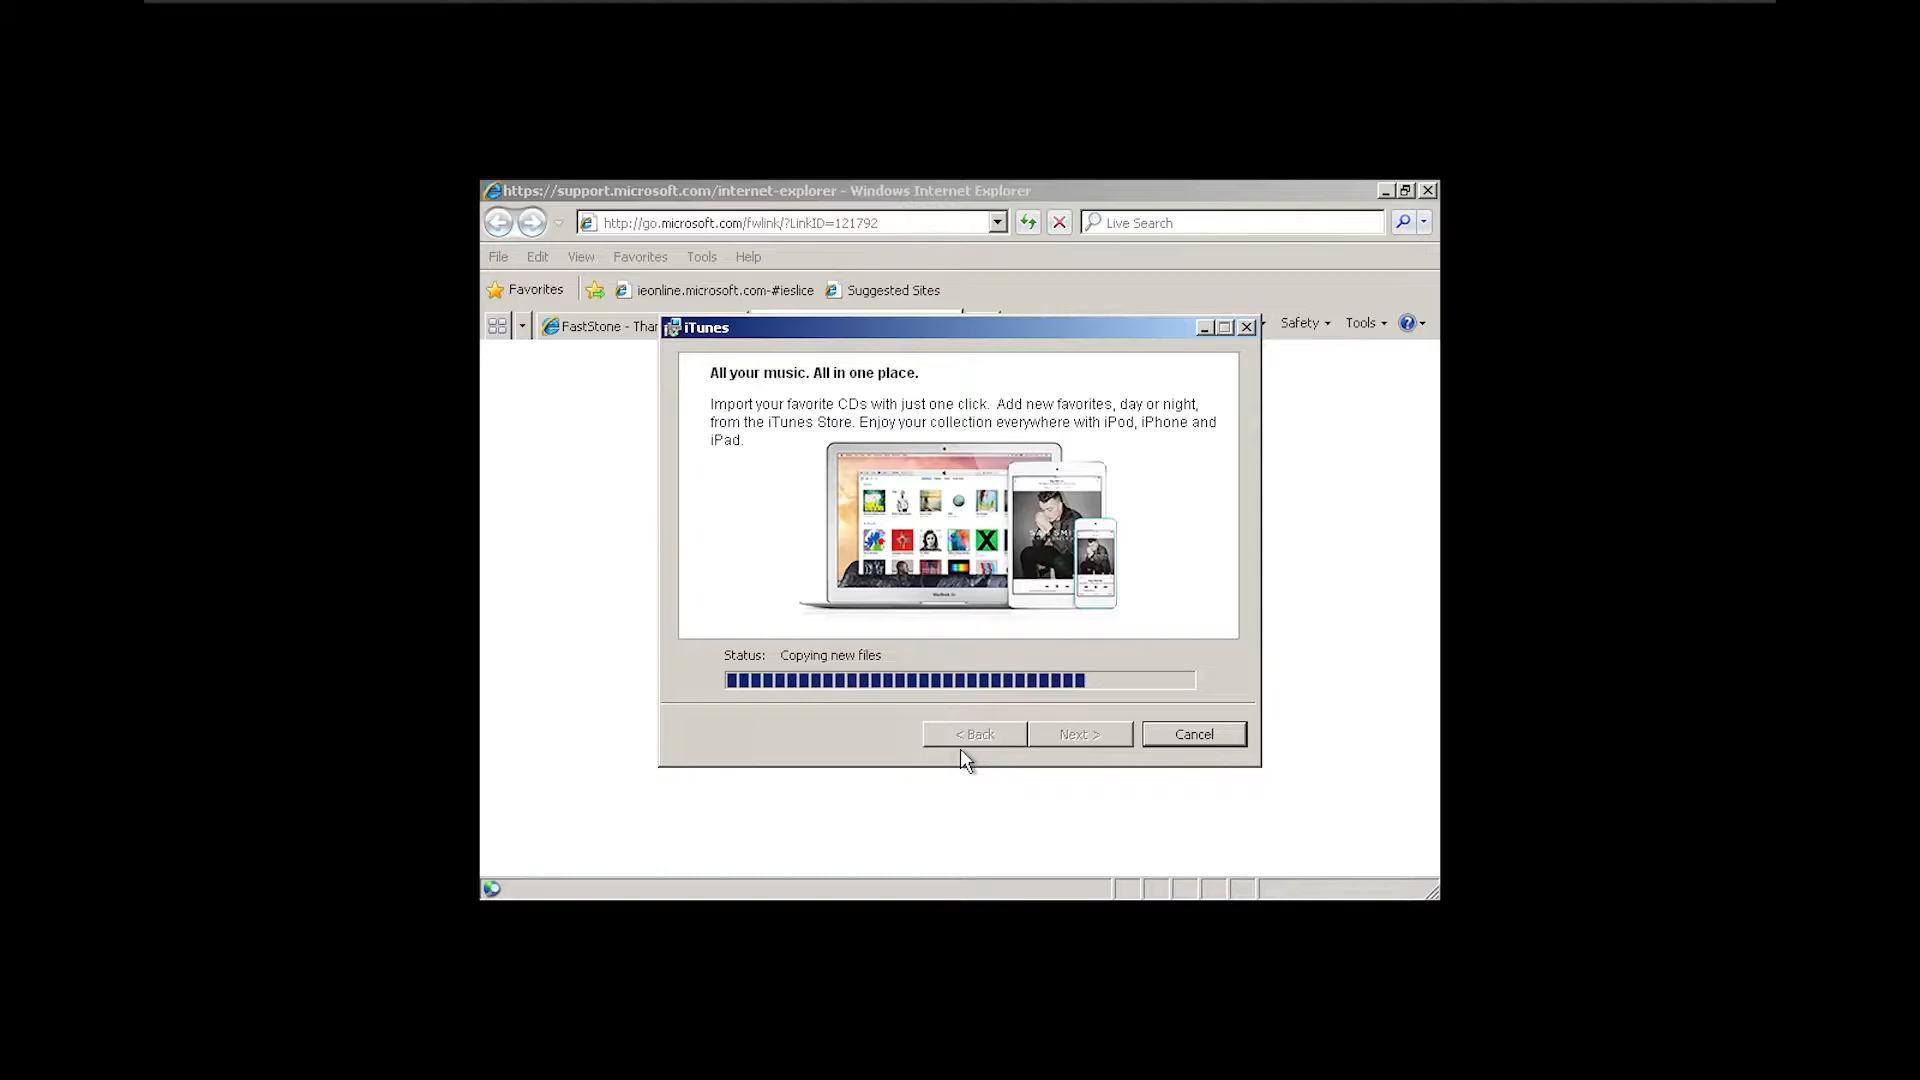 https://support.microsoft.com/internet-explorer - Windows Internet Explorer
http://go.microsoft.com/fwlink/?LinkID=121792
Live Search
File Edit View Favorites Tools Help
Favorites ieonline.microsoft.com-#ieslice Suggested Sites
FastStone - Than
Safety Tools
iTunes
All your music. All in one place.
Import your favorite CDs with just one click. Add new favorites, day or night,
from the iTunes Store. Enjoy your collection everywhere with iPod, iPhone and
iPad.
Status: Copying new files
< Back Next > Cancel